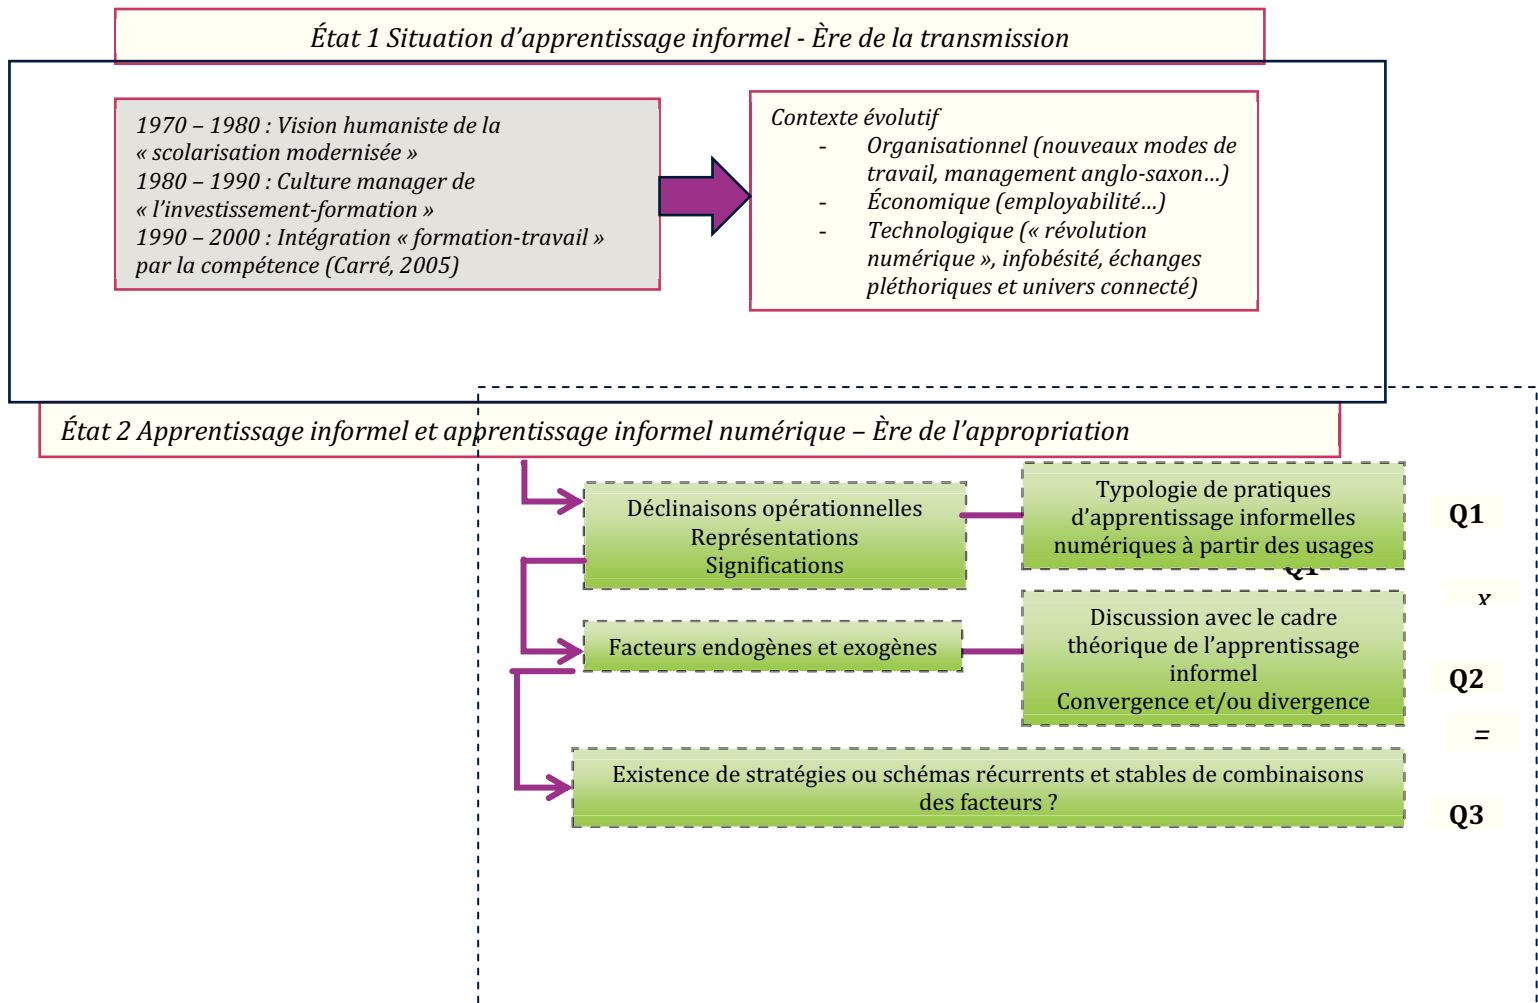 État 1 Situation d’apprentissage informel - Ère de la transmission
1970 – 1980 : Vision humaniste de la
« scolarisation modernisée »
1980 – 1990 : Culture manager de
« l’investissement-formation »
1990 – 2000 : Intégration « formation-travail »
par la compétence (Carré, 2005)
Contexte évolutif
- Organisationnel (nouveaux modes de
travail, management anglo-saxon…)
- Économique (employabilité…)
- Technologique (« révolution
numérique », infobésité, échanges
pléthoriques et univers connecté)
État 2 Apprentissage informel et apprentissage informel numérique – Ère de l’appropriation
Déclinaisons opérationnelles
Représentations
Significations
Typologie de pratiques
d’apprentissage informelles
numériques à partir des usages
Q1
x
Facteurs endogènes et exogènes
Discussion avec le cadre
théorique de l’apprentissage
informel
Convergence et/ou divergence
Q2
=
Existence de stratégies ou schémas récurrents et stables de combinaisons
des facteurs ?
Q3